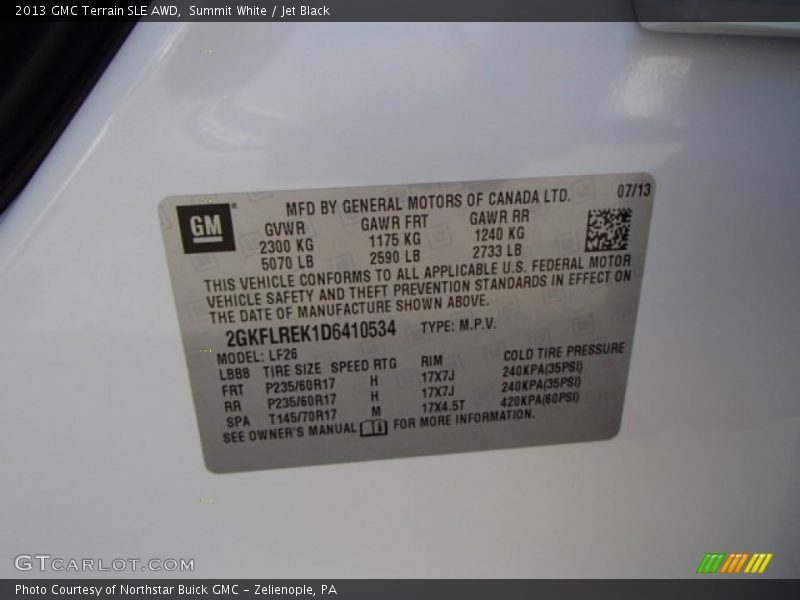 2013 GMC Terrain SLE AWD, Summit White / Jet Black
GM
MFD BY GENERAL MOTORS OF CANADA LTD. 07/13
GVWR GAWR FRT GAWR RR
2300 KG 1175 KG 1240 KG
5070 LB 2590 LB 2733 LB
THIS VEHICLE CONFORMS TO ALL APPLICABLE U.S. FEDERAL MOTOR
VEHICLE SAFETY AND THEFT PREVENTION STANDARDS IN EFFECT ON
THE DATE OF MANUFACTURE SHOWN ABOVE.
2GKFLREK1D6410534 TYPE: M.P.V.
MODEL: LF26
LBBB TIRE SIZE SPEED RTG RIM COLD TIRE PRESSURE
FRT P235/60R17 H 17X7J 240KPA(35PSI)
RR P235/60R17 H 17X7J 240KPA(35PSI)
SPA T145/70R17 M 17X4.5T 420KPA(60PSI)
SEE OWNER'S MANUAL FOR MORE INFORMATION.
GTCARLOT.COM
Photo Courtesy of Northstar Buick GMC - Zelienople, PA